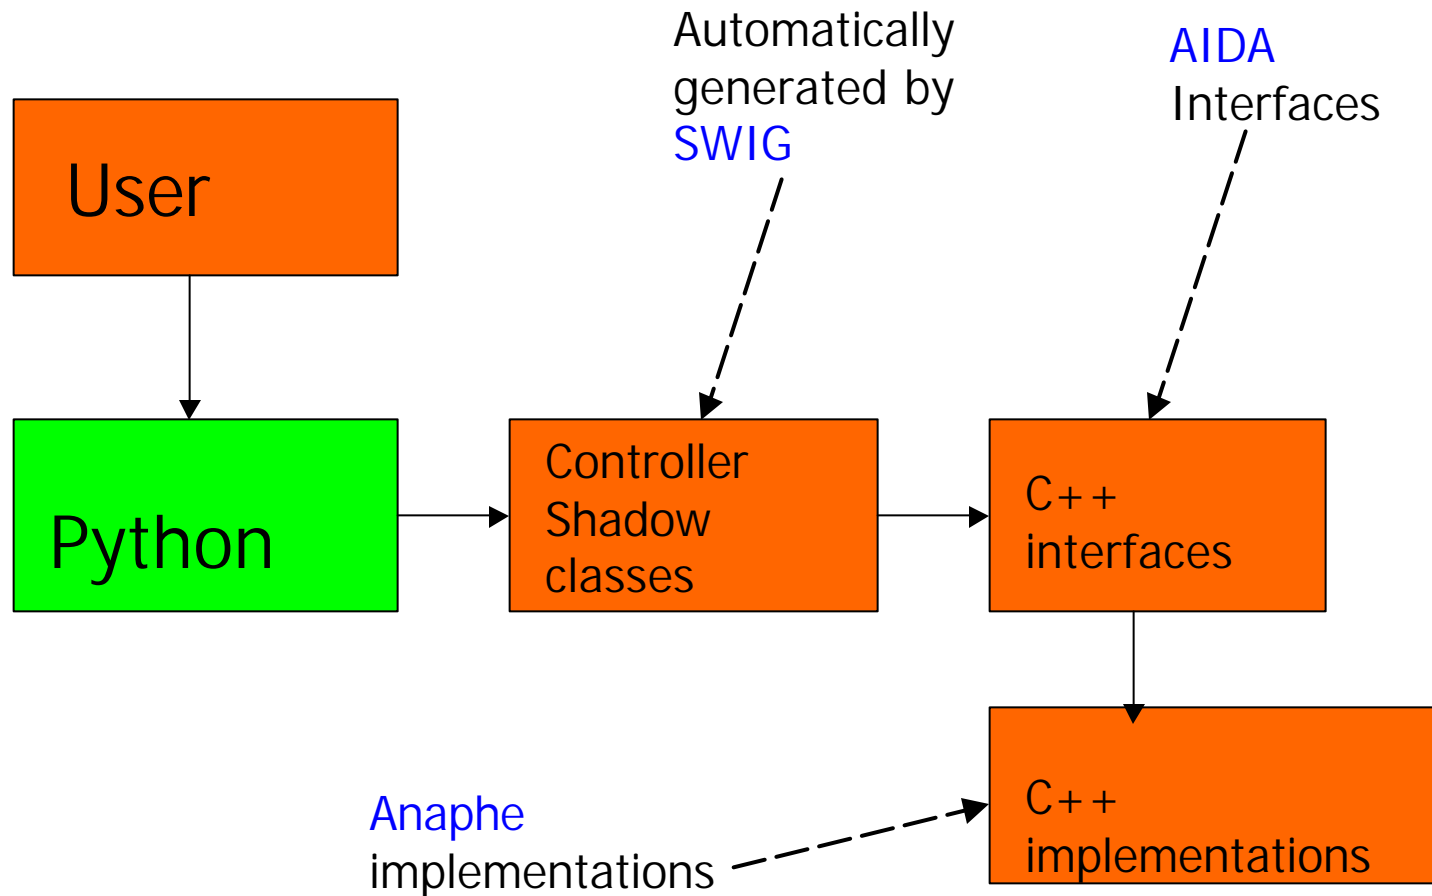 Automatically
generated by
SWIG
AIDA
Interfaces
User
Python
Controller
Shadow
classes
C++
interfaces
C++
implementations
Anaphe
implementations